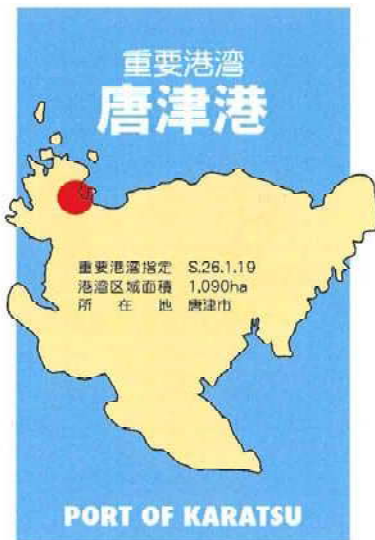 重要港湾
唐津港
重要港湾指定 S.26.1.19
港湾区域面積 1,090ha
所在地 唐津市
PORT OF KARATSU